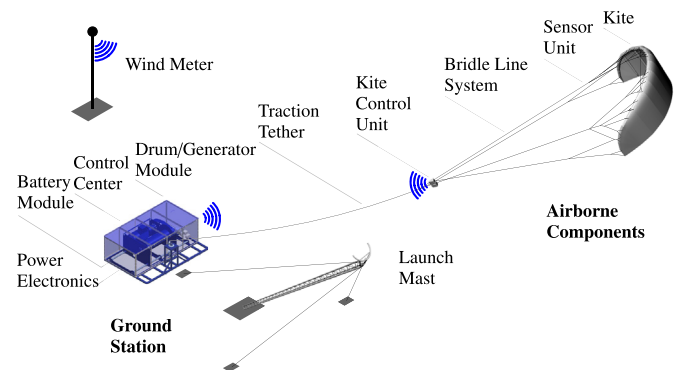 Wind Meter
Kite
Sensor
Unit
Bridle Line
System
Kite
Control
Unit
Traction
Tether
Drum/Generator
Module
Control
Center
Battery
Module
Power
Electronics
Airborne
Components
Launch
Mast
Ground
Station